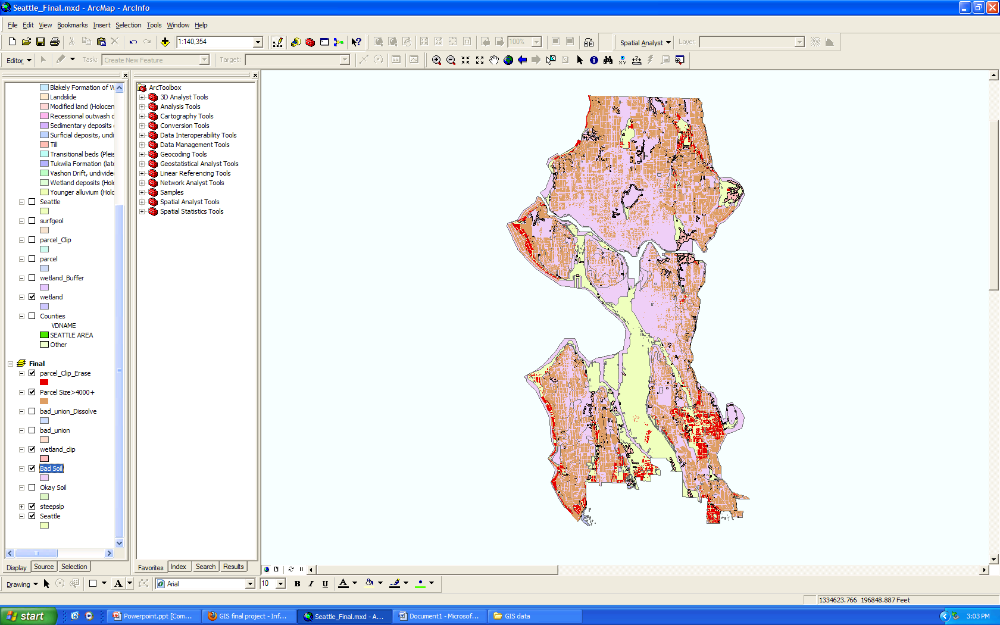 Seattle_Final.mxd - ArcMap - ArcInfo
File Edit View Bookmarks Insert Selection Tools Window Help
1:140,354 100% Spatial Analyst Layer:
Editor Task: Create New Feature Target:
Blakely Formation of W
Landslide
Modified land (Holocen
Recessional outwash d
Sedimentary deposits
Surficial deposits, undi
Till
Transitional beds (Pleis
Tukwila Formation (late
Vashon Drift, undivided
Wetland deposits (Holo
Younger alluvium (Holo
Seattle
surfgeol
parcel_Clip
parcel
wetland_Buffer
wetland
Counties
VDNAME
SEATTLE AREA
Other
Final
parcel_Clip_Erase
Parcel Size>4000+
bad_union_Dissolve
bad_union
wetland_clip
Bad Soil
Okay Soil
steepslp
Seattle
Display Source Selection
ArcToolbox
3D Analyst Tools
Analysis Tools
Cartography Tools
Conversion Tools
Data Interoperability Tools
Data Management Tools
Geocoding Tools
Geostatistical Analyst Tools
Linear Referencing Tools
Network Analyst Tools
Samples
Spatial Analyst Tools
Spatial Statistics Tools
Favorites Index Search Results
Drawing A Arial 10 B I U A
1334623.766 196848.887 Feet
start Powerpoint.ppt [Com... GIS final project - Inf... Seattle_Final.mxd - A... Document1 - Microsof... GIS data 3:03 PM